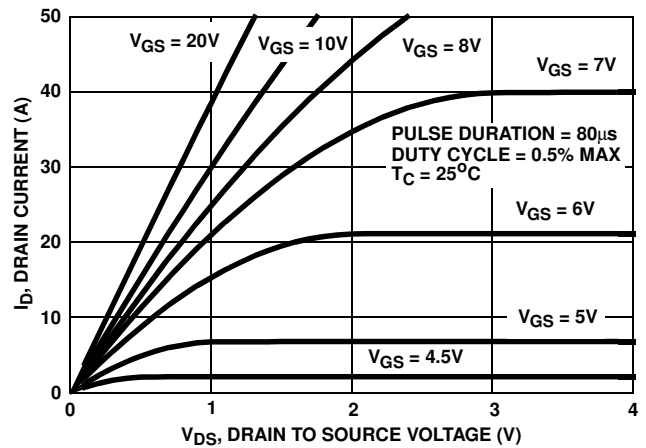 50
V_GS = 20V
V_GS = 10V
V_GS = 8V
V_GS = 7V
40
PULSE DURATION = 80μs
DUTY CYCLE = 0.5% MAX
T_C = 25°C
30
V_GS = 6V
20
10
V_GS = 5V
V_GS = 4.5V
0
I_D, DRAIN CURRENT (A)
0 1 2 3 4
V_DS, DRAIN TO SOURCE VOLTAGE (V)